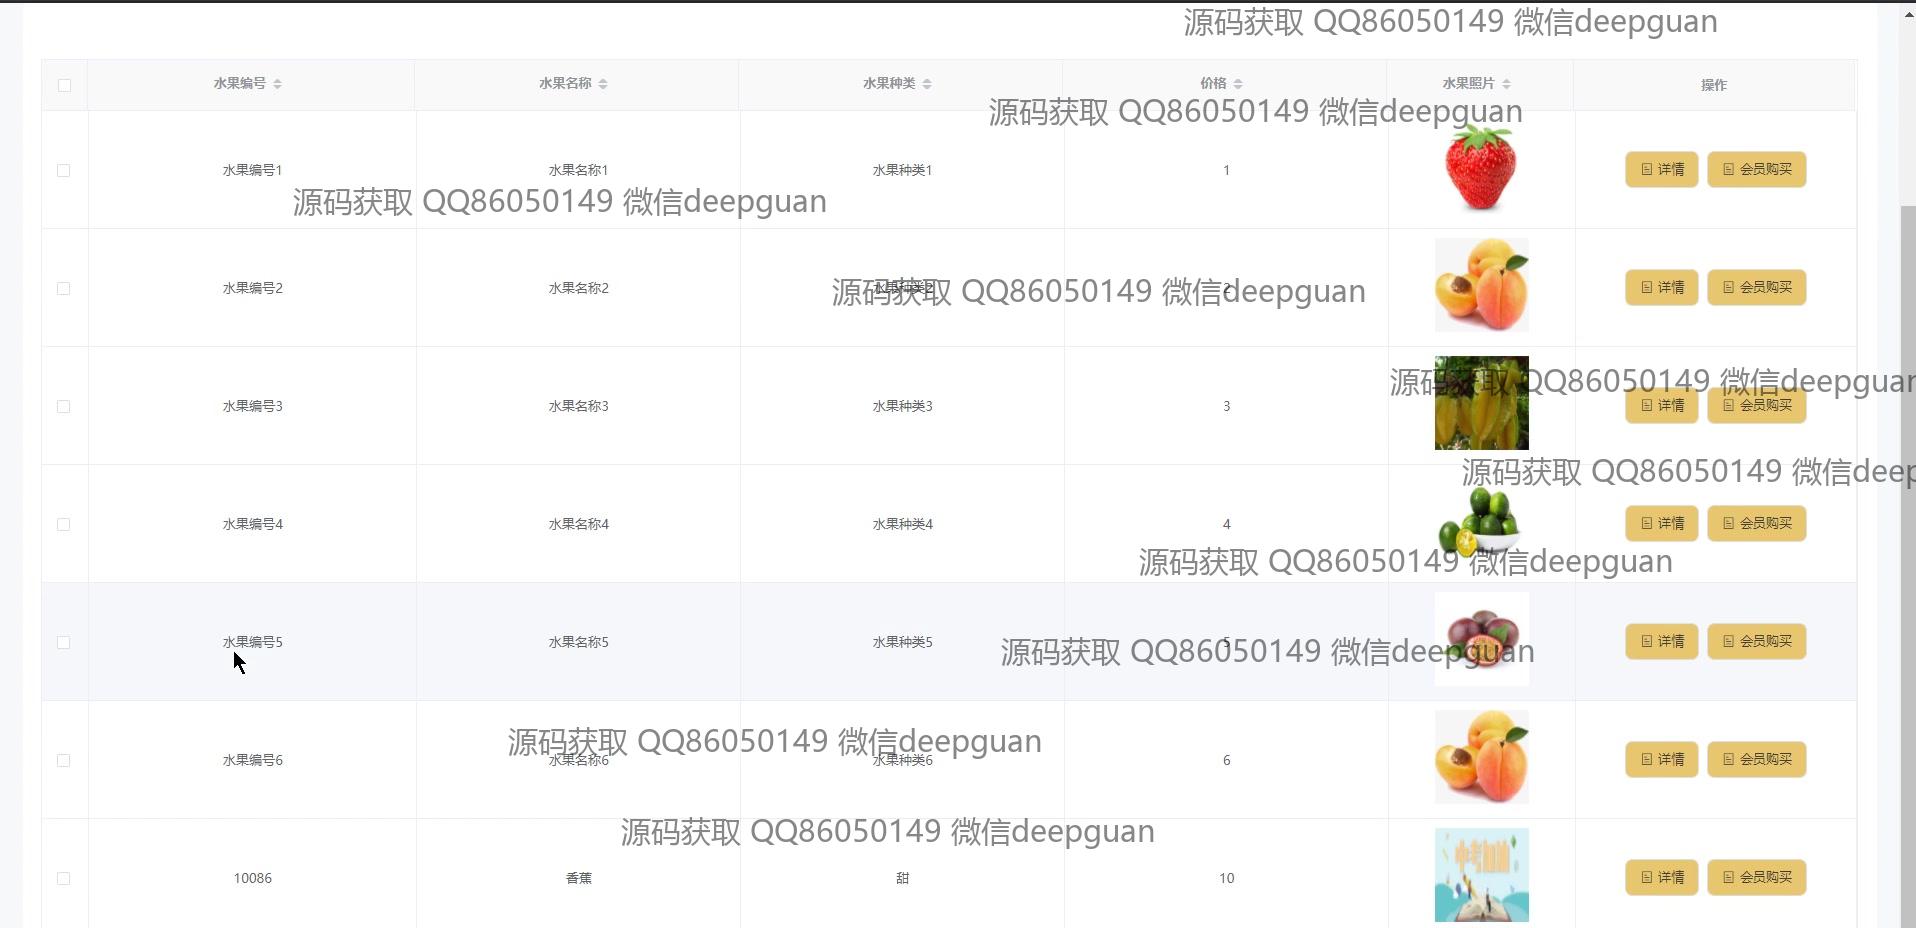 源码获取 QQ86050149 微信deepguan
水果编号 水果名称 水果种类 价格 水果照片 操作
源码获取 QQ86050149 微信deepguan
水果编号1 水果名称1 水果种类1 1 详情 会员购买
源码获取 QQ86050149 微信deepguan
水果编号2 水果名称2 水果种类2 2 详情 会员购买
源码获取 QQ86050149 微信deepguan
源码获取 QQ86050149 微信deepguan
水果编号3 水果名称3 水果种类3 3 详情 会员购买
源码获取 QQ86050149 微信deep
水果编号4 水果名称4 水果种类4 4 详情 会员购买
源码获取 QQ86050149 微信deepguan
水果编号5 水果名称5 水果种类5 5 详情 会员购买
源码获取 QQ86050149 微信deepguan
源码获取 QQ86050149 微信deepguan
水果编号6 水果名称6 水果种类6 6 详情 会员购买
源码获取 QQ86050149 微信deepguan
中考加油
10086 香蕉 甜 10 详情 会员购买